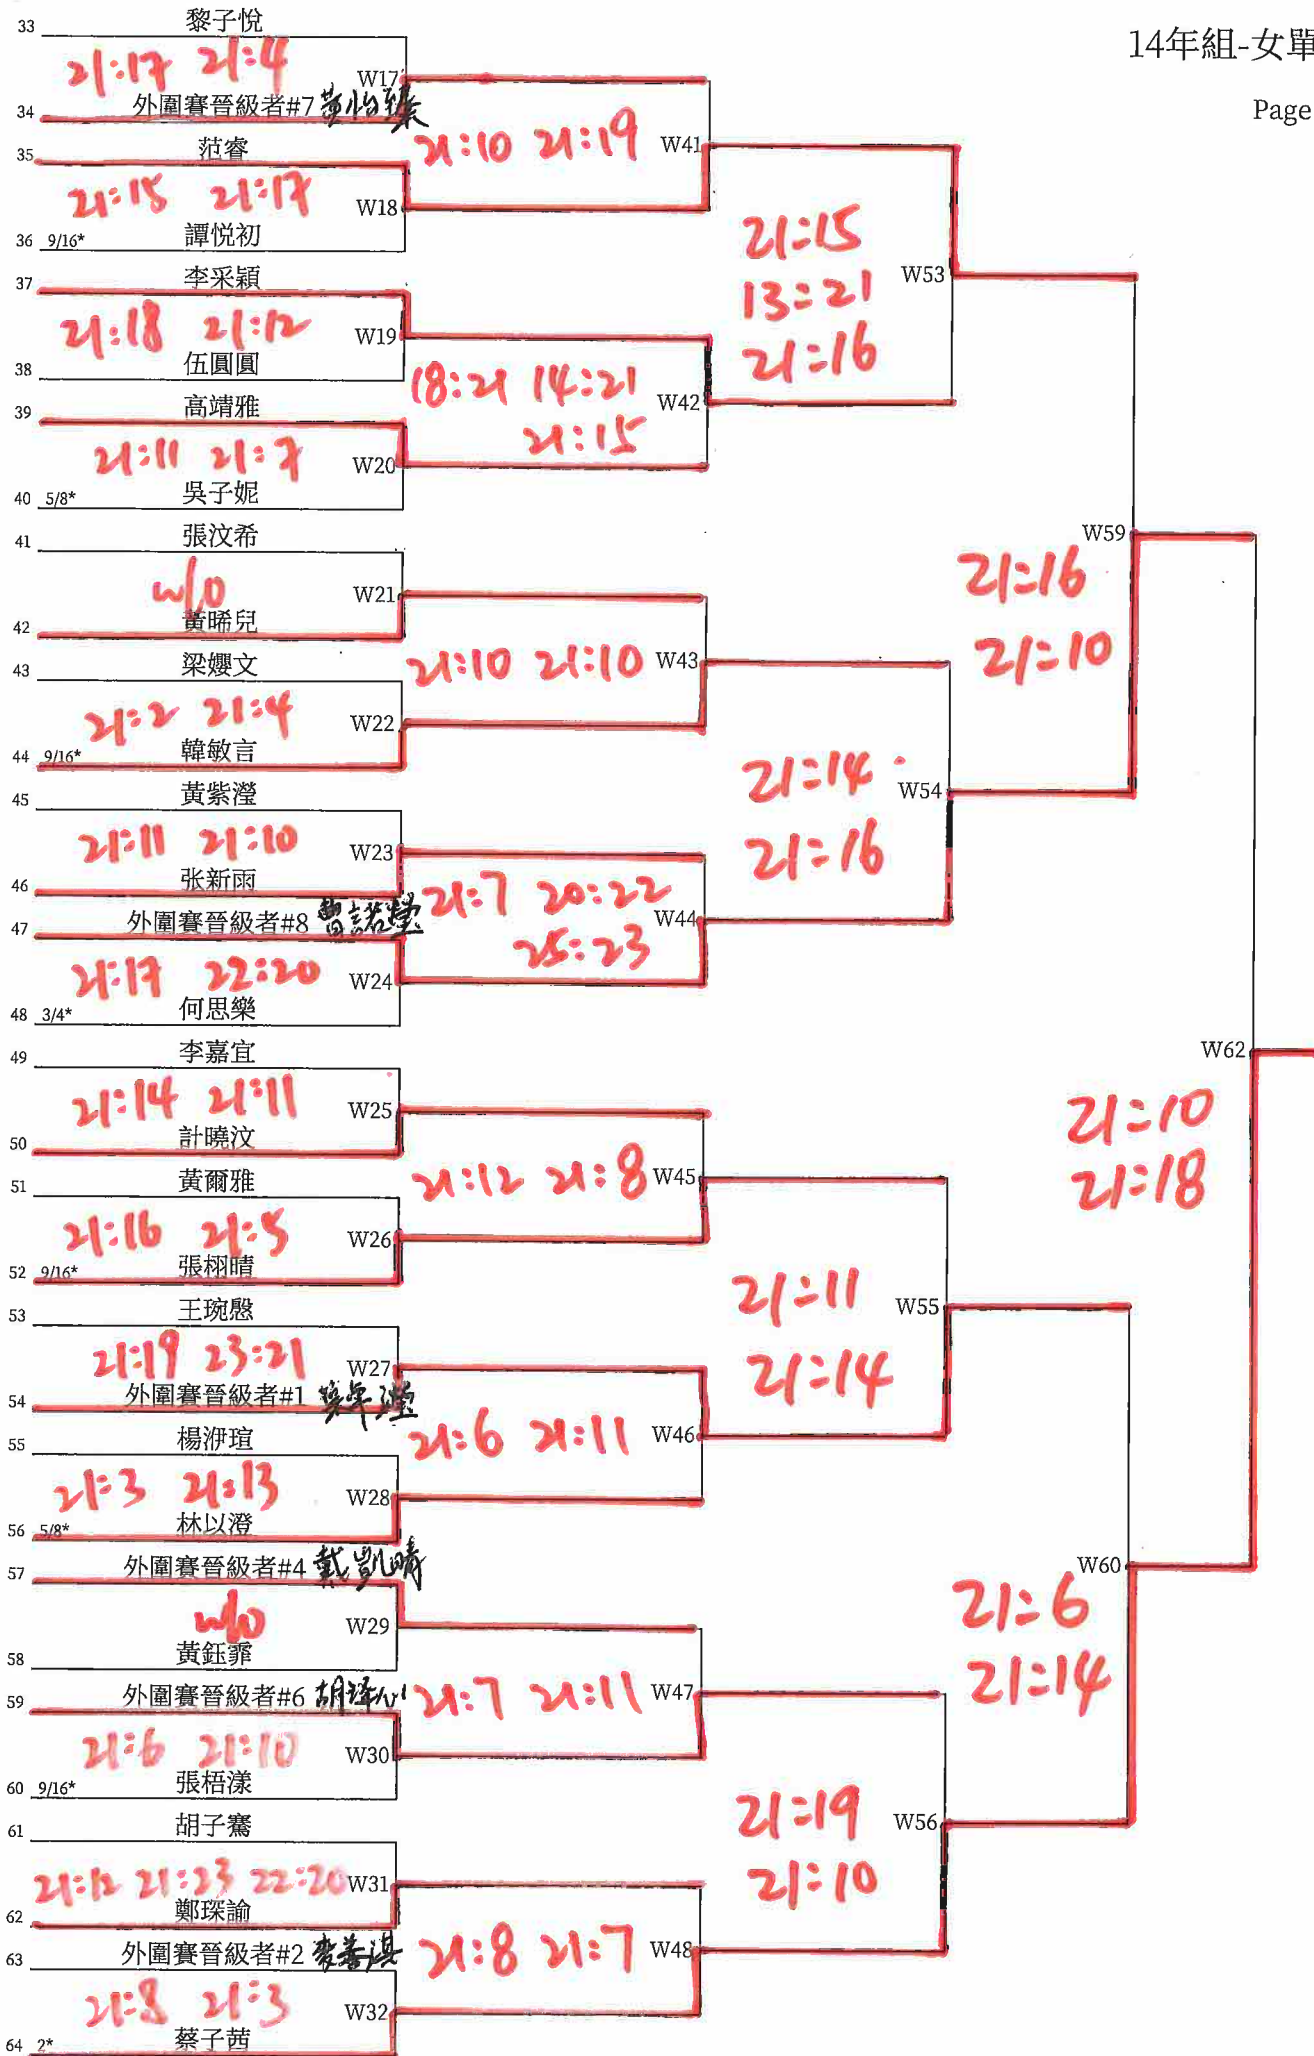 14年組-女單
Page
33 黎子悅
21:17 21:4
W17
34 外圍賽晉級者#7 黃怡臻
35 范睿
21:10 21:19 W41
21:15 21:17
W18
36 9/16* 譚悦初
37 李采穎
21:15
13:21
21:16
W53
21:18 21:12
W19
38 伍圓圓
18:21 14:21
21:15
W42
39 高靖雅
21:11 21:7
W20
40 5/8* 吳子妮
41 張汶希
W59
21:16
21:10
w/o
W21
42 黃晞兒
43 梁嬡文
21:10 21:10 W43
21:2 21:4
W22
44 9/16* 韓敏言
45 黃紫瀅
21:14
21:16
W54
21:11 21:10
W23
46 张新雨
21:7 20:22
25:23
W44
47 外圍賽晉級者#8
21:17 22:20
W24
48 3/4* 何思樂
49 李嘉宜
W62
21:10
21:18
21:14 21:11
W25
50 計曉汶
51 黃爾雅
21:12 21:8 W45
21:16 21:5
W26
52 9/16* 張栩晴
53 王琬慇
21:11
21:14
W55
21:19 23:21
W27
54 外圍賽晉級者#1
55 楊洢瑄
21:6 21:11 W46
21:3 21:13
W28
56 5/8* 林以澄
57 外圍賽晉級者#4 戴凱晴
W60
21:6
21:14
w/o
W29
58 黃鈺霏
59 外圍賽晉級者#6
21:7 21:11 W47
21:6 21:10
W30
60 9/16* 張梧漾
61 胡子騫
21:19
21:10
W56
21:12 21:23 22:20
W31
62 鄭琛諭
63 外圍賽晉級者#2 麥善淇
21:8 21:7 W48
21:8 21:3
W32
64 2* 蔡子茜